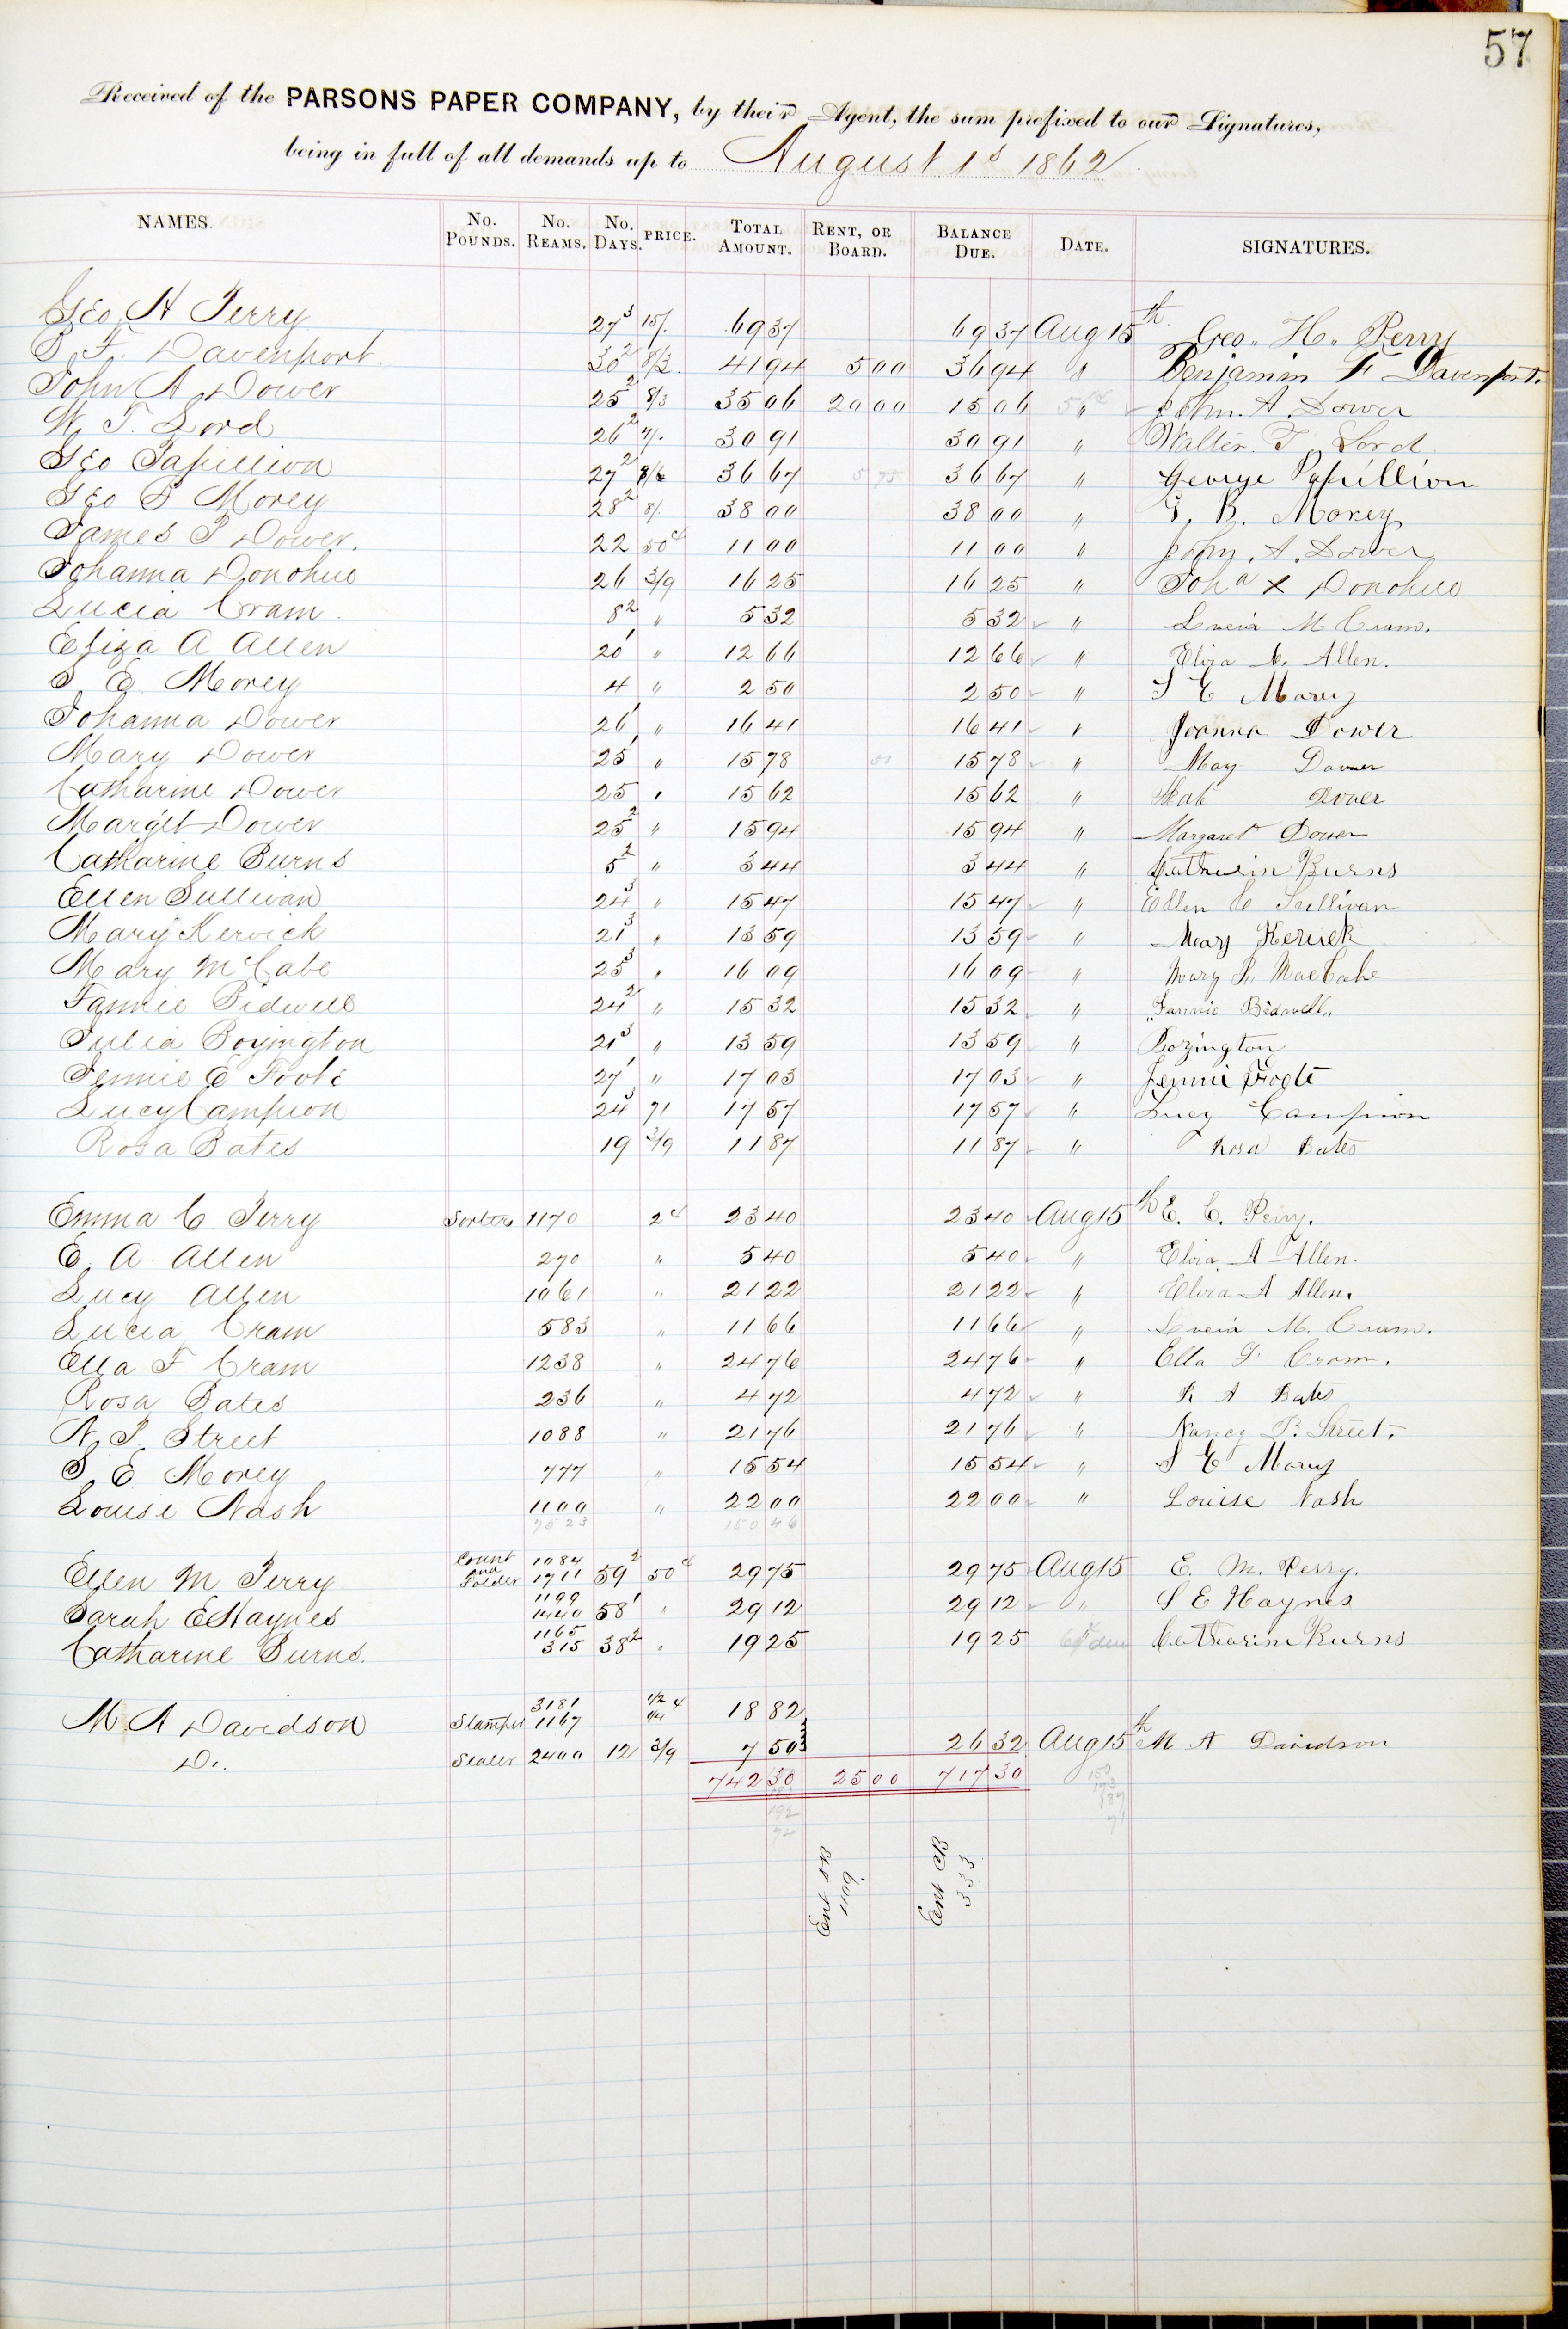 57
Received of the PARSONS PAPER COMPANY, by their Agent, the sum prefixed to our Signatures,
being in full of all demands up to August 1st 1862
NAMES. No. POUNDS. No. REAMS. No. DAYS. PRICE. TOTAL AMOUNT. RENT, OR BOARD. BALANCE DUE. DATE. SIGNATURES.
Geo H Perry 27 3 15/. 69 37 69 37 Aug 15th Geo. H. Perry
B. F. Davenport 30 2 8/3 41 94 5 00 36 94 " Benjamin F Davenport.
John A Dower 25 2 8/3 35 06 20 00 15 06 " John. A. Dower
W. T. Lord 26 2 7/. 30 91 30 91 " Walter. T. Lord.
Geo Papillion 27 2 8/6 36 67 36 67 " George Papillion
Geo B Morey 28 2 8/. 38 00 38 00 " G. B. Morey
James P Dower. 22 50c 11 00 11 00 " John. A. Dower
Johanna Donohue 26 3/9 16 25 16 25 " Joh a X Donohue
Lucia Cram 8 2 " 5 32 5 32 " Lucia M Cram.
Eliza A Allen 20 1 " 12 66 12 66 " Elvia A. Allen.
S. E. Morey 4 " 2 50 2 50 " S E Morey
Johanna Dower 26 1 " 16 41 16 41 " Joanna Dower
Mary Dower 25 1 " 15 78 15 78 " May Dower
Catharine Dower 25 " 15 62 15 62 " Kat Dower
Marg't Dower 25 2 " 15 94 15 94 " Margaret Dower
Catharine Burns 5 2 " 3 44 3 44 " Catherin Burns
Ellen Sullivan 24 3 " 15 47 15 47 " Ellen C Sullivan
Mary Kervick 21 3 " 13 59 13 59 " Mary Kervick
Mary McCabe 25 3 " 16 09 16 09 " Mary MacCabe
Fannie Bidwell 24 2 " 15 32 15 32 " Fannie Bidwell
Julia Boyington 21 3 " 13 59 13 59 " Boyington
Jennie E Foote 27 1 " 17 03 17 03 " Jennie Foote
Lucy Campion 24 3 71 17 57 17 57 " Lucy Campion
Rosa Bates 19 3/9 11 87 11 87 " Rosa Bates
Emma C. Perry Sorters 1170 2c 23 40 23 40 Aug 15th E. C. Perry.
E. A Allen 270 " 5 40 5 40 " Elvia A Allen.
Lucy Allen 1061 " 21 22 21 22 " Elvia A Allen.
Lucia Cram 583 " 11 66 11 66 " Lucia M. Cram.
Ella F Cram 1238 " 24 76 24 76 " Ella F Cram.
Rosa Bates 236 " 4 72 4 72 " R A Bates
N. P. Street 1088 " 21 76 21 76 " Nancy P. Street.
S. E Morey 777 " 15 54 15 54 " S E Morey
Louise Nash 1100 " 22 00 22 00 " Louise Nash
7523 150 46
Ellen M Perry Count and Folder 1084 1711 59 2 50c 29 75 29 75 Aug 15 E. M. Perry.
Sarah E Haynes 1199 1440 58 1 " 29 12 29 12 " S E Haynes
Catharine Burns. 1165 315 38 2 " 19 25 19 25 Catharine Burns
M A Davidson Stamper 3181 1167 1/2 c 1/4 18 82
Do. Sealer 2400 12 3/9 7 50 26 32 Aug 15th M A Davidson
742 30 25 00 717 30
Ent DB 409
Ent CB 333